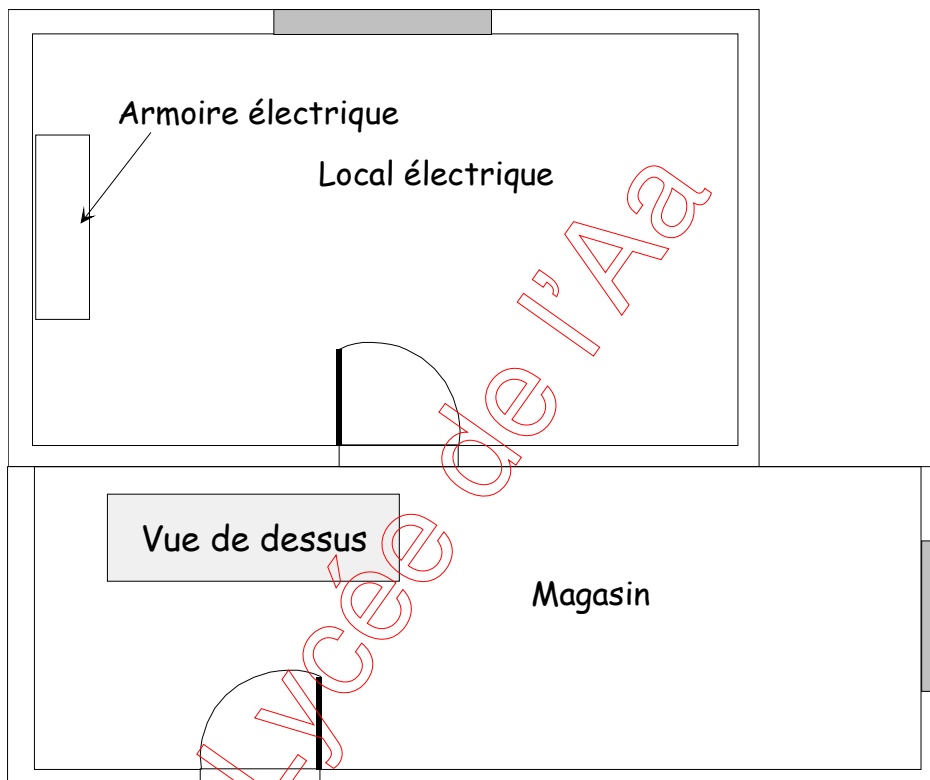 Armoire électrique
Local électrique
Vue de dessus
Magasin
Lycée de l'Aa